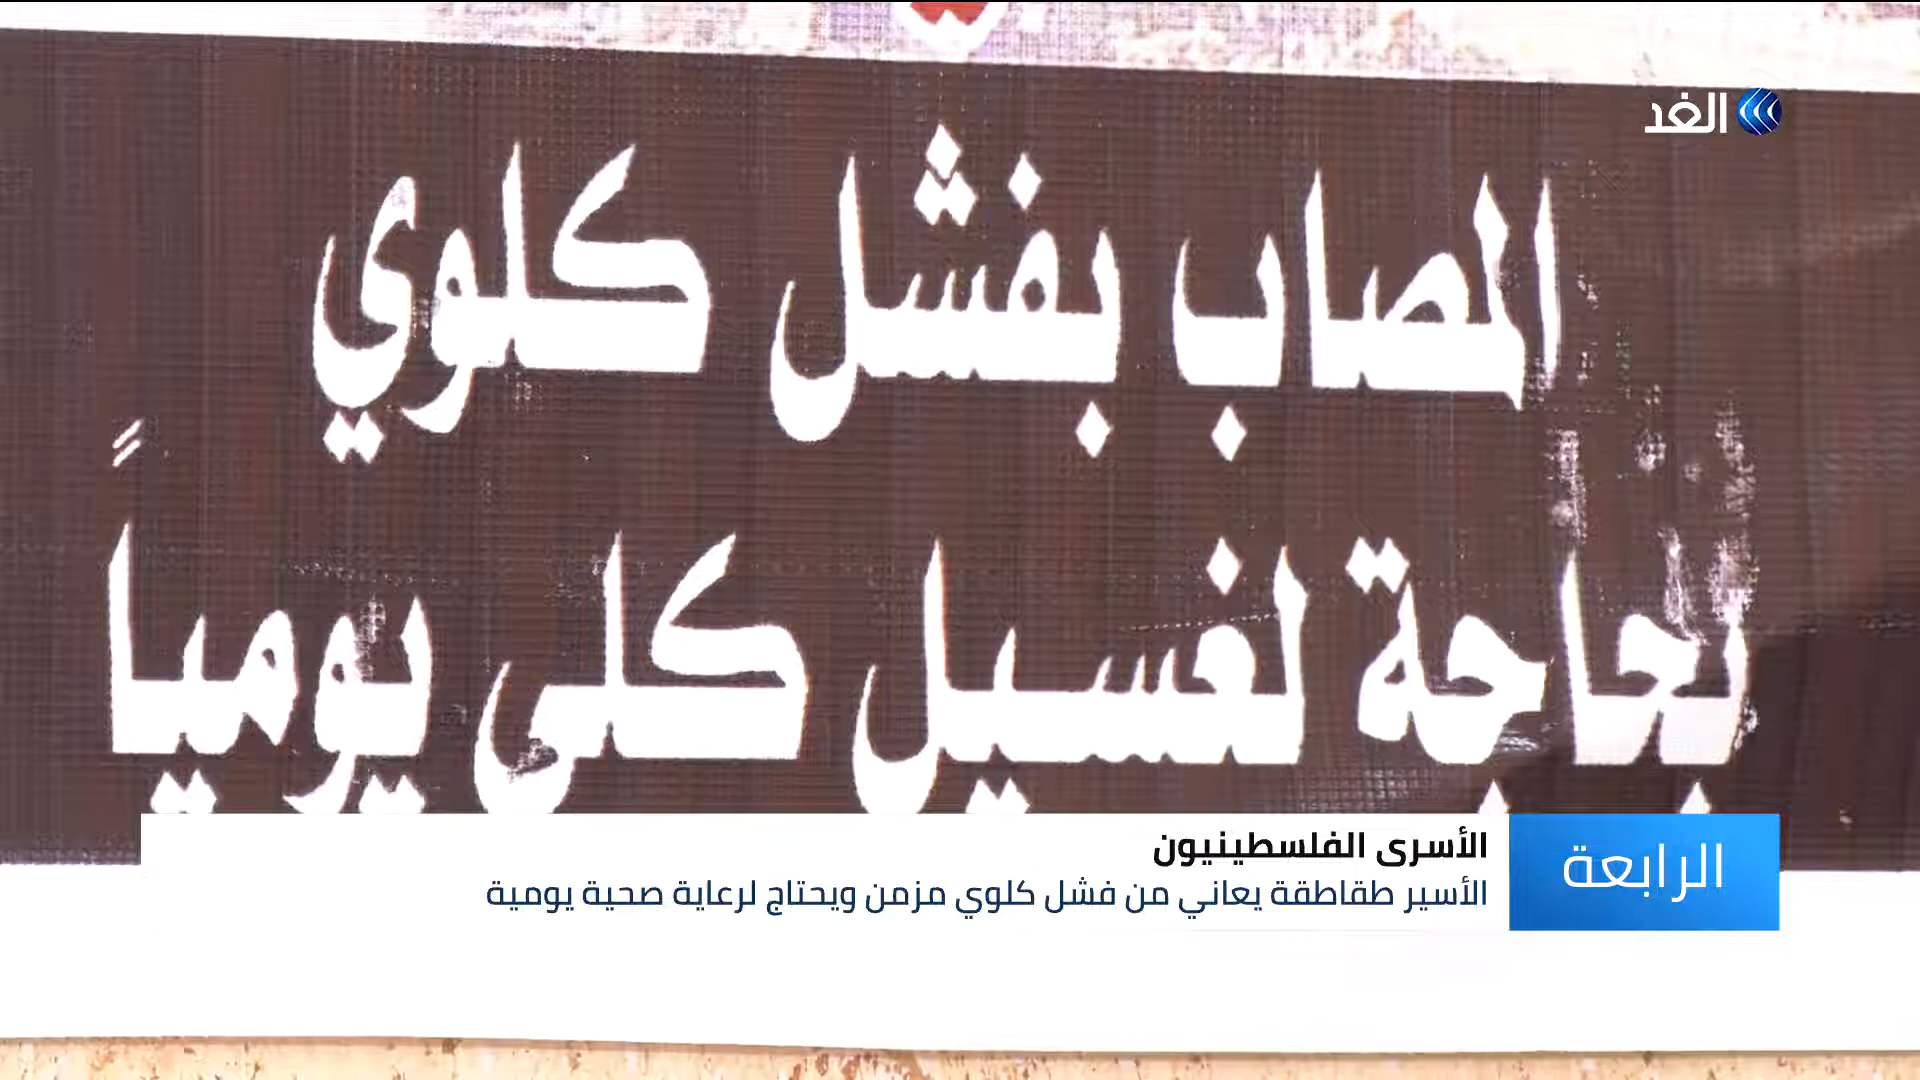 الغد
المصاب بفشل كلوي
بحاجة لغسيل كلى يومياً
الرابعة
الأسرى الفلسطينيون
الأسير طقاطقة يعاني من فشل كلوي مزمن ويحتاج لرعاية صحية يومية